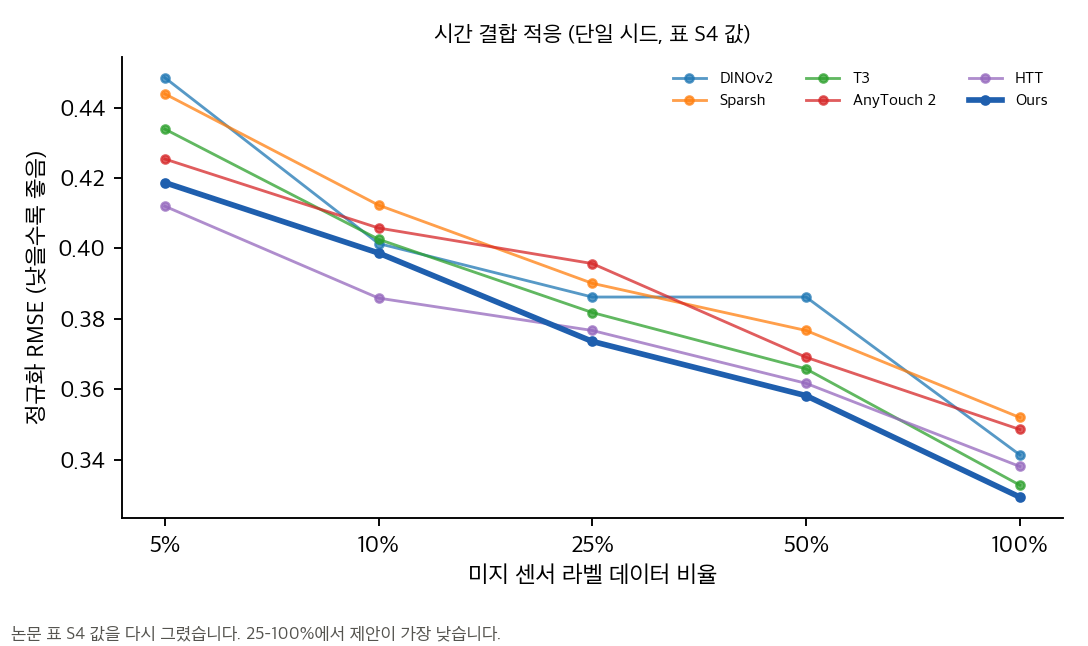 시간 결합 적응 (단일 시드, 표 S4 값)
DINOv2
Sparsh
T3
AnyTouch 2
HTT
Ours
정규화 RMSE (낮을수록 좋음)
0.44
0.42
0.40
0.38
0.36
0.34
5%
10%
25%
50%
100%
미지 센서 라벨 데이터 비율
논문 표 S4 값을 다시 그렸습니다. 25-100%에서 제안이 가장 낮습니다.